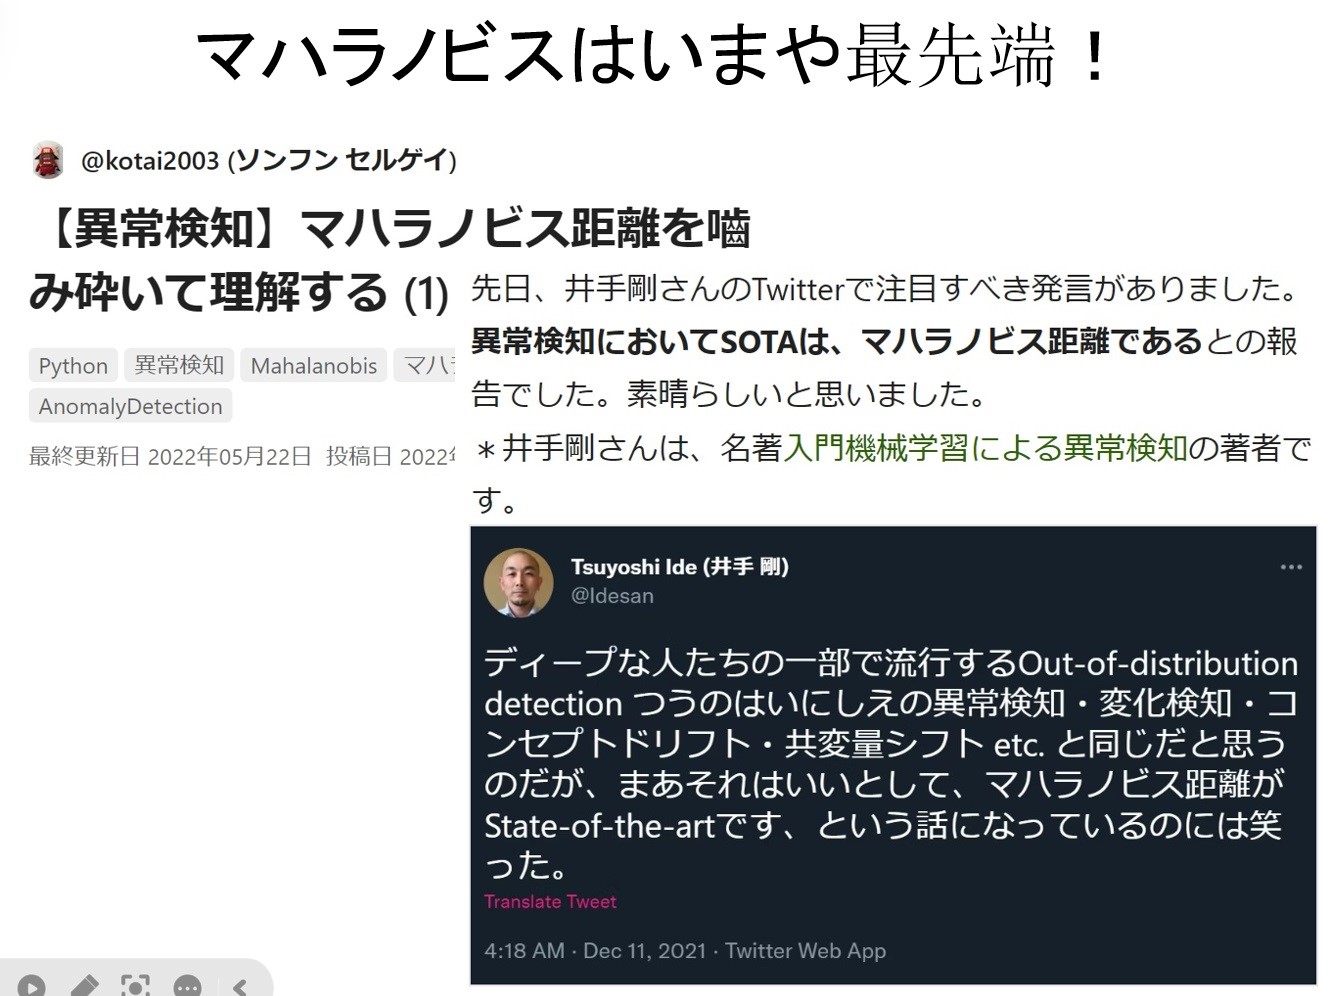 マハラノビスはいまや最先端！
@kotai2003 (ソンフン セルゲイ)
【異常検知】マハラノビス距離を嚙
み砕いて理解する (1)
Python 異常検知 Mahalanobis マハラ
AnomalyDetection
最終更新日 2022年05月22日 投稿日 2022年
先日、井手剛さんのTwitterで注目すべき発言がありました。
異常検知においてSOTAは、マハラノビス距離であるとの報
告でした。素晴らしいと思いました。
＊井手剛さんは、名著入門機械学習による異常検知の著者で
す。
Tsuyoshi Ide (井手 剛)
@Idesan
ディープな人たちの一部で流行するOut-of-distribution
detection つうのはいにしえの異常検知・変化検知・コ
ンセプトドリフト・共変量シフト etc. と同じだと思う
のだが、まあそれはいいとして、マハラノビス距離が
State-of-the-artです、という話になっているのには笑
った。
Translate Tweet
4:18 AM · Dec 11, 2021 · Twitter Web App